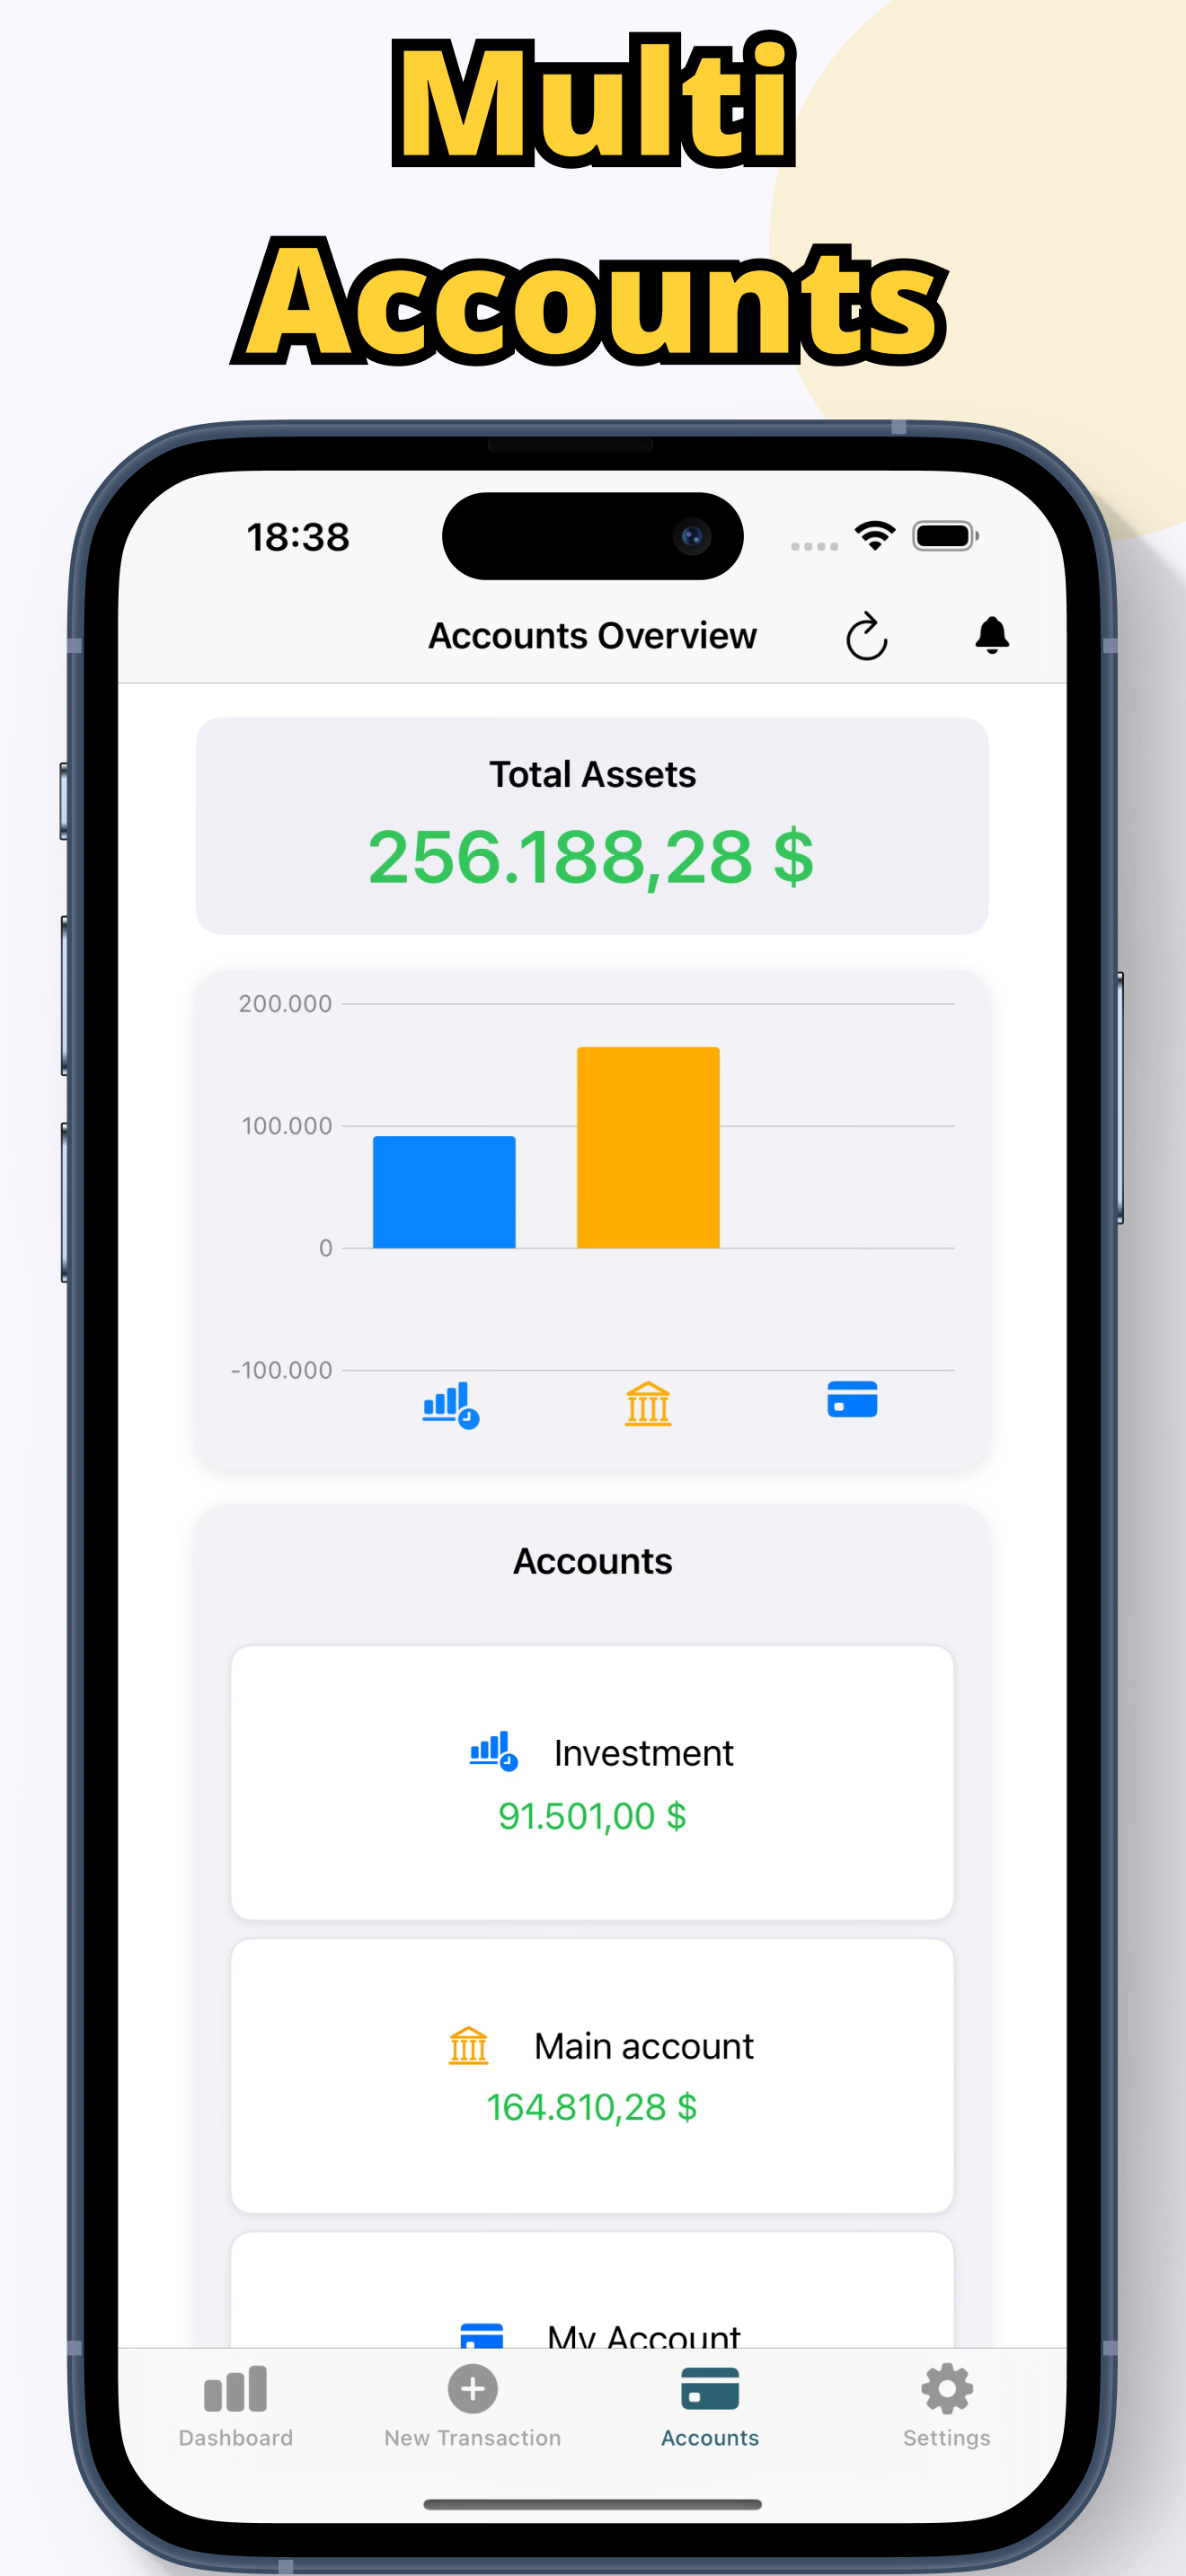 Multi
Accounts
18:38
Accounts Overview
Total Assets
256.188,28 $
200.000
100.000
0
-100.000
Accounts
Investment
91.501,00 $
Main account
164.810,28 $
My Account
Dashboard
New Transaction
Accounts
Settings